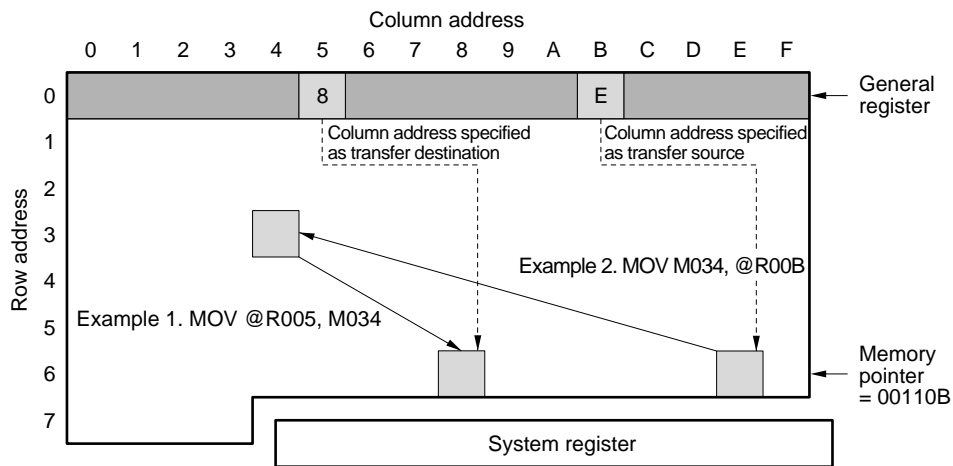 Column address
0 1 2 3 4 5 6 7 8 9 A B C D E F
Row address
0
8
E
General
register
1
Column address specified
as transfer destination
Column address specified
as transfer source
2
3
Example 2. MOV M034, @R00B
4
Example 1. MOV @R005, M034
5
6
Memory
pointer
= 00110B
7
System register